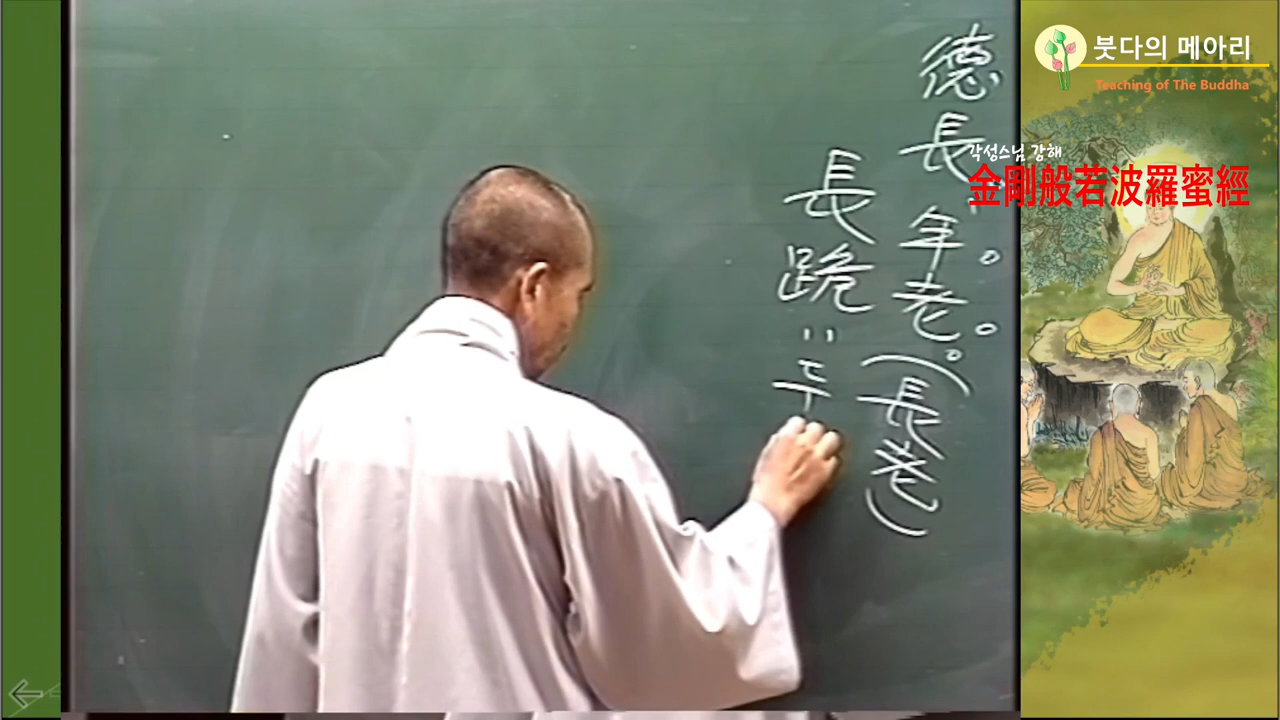 붓다의 메아리
Teaching of The Buddha
각성스님 강해
金剛般若波羅蜜經
德長、年老。(長老)
長跪 = 두